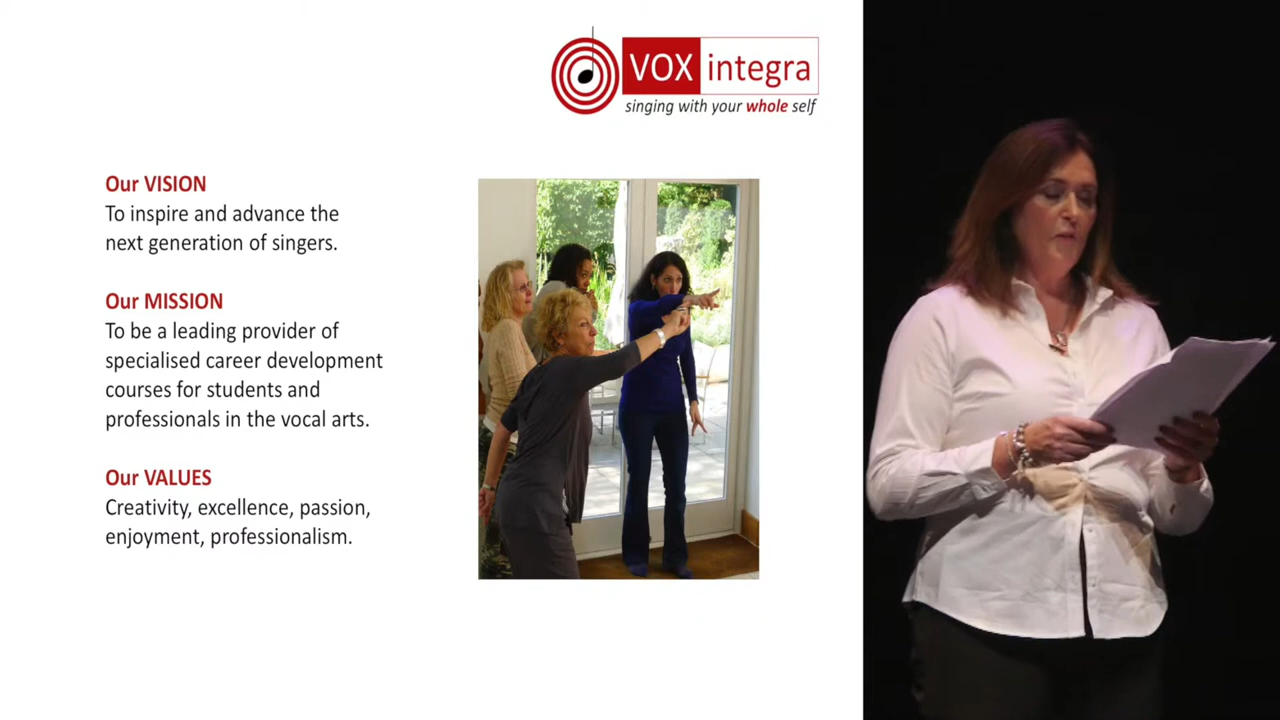 VOX integra
singing with your whole self
Our VISION
To inspire and advance the
next generation of singers.
Our MISSION
To be a leading provider of
specialised career development
courses for students and
professionals in the vocal arts.
Our VALUES
Creativity, excellence, passion,
enjoyment, professionalism.